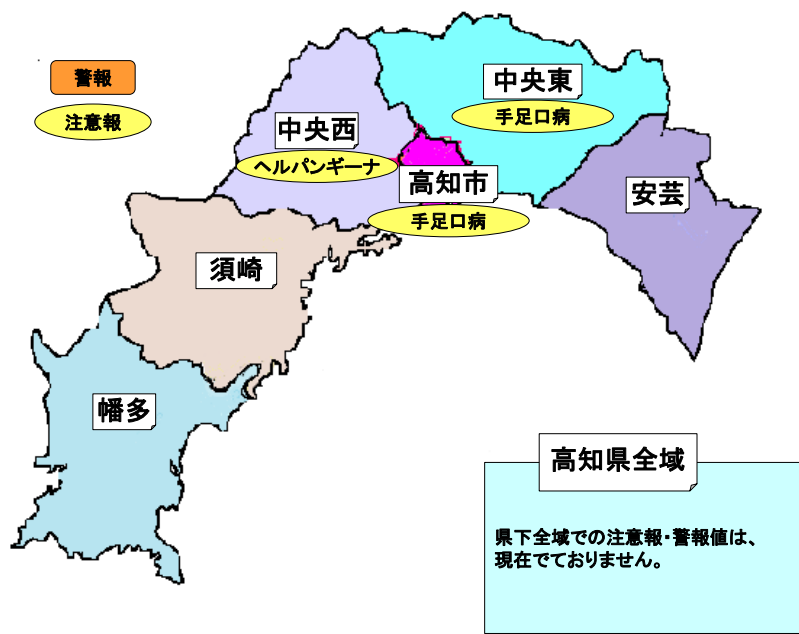 警報
注意報
中央東
手足口病
中央西
ヘルパンギーナ
高知市
手足口病
安芸
須崎
幡多
高知県全域
県下全域での注意報・警報値は、
現在でておりません。